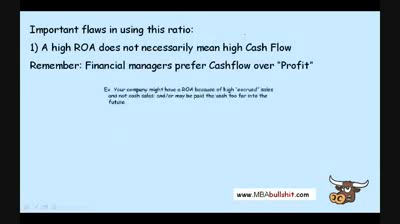 Important flaws in using this ratio:
1) A high ROA does not necessarily mean high Cash Flow
Remember: Financial managers prefer Cashflow over "Profit"
Ex. Your company might have a ROA because of high "accrued" sales
and not cash sales and/or may be paid the cash too far into the
future.
www.MBAbullshit.com